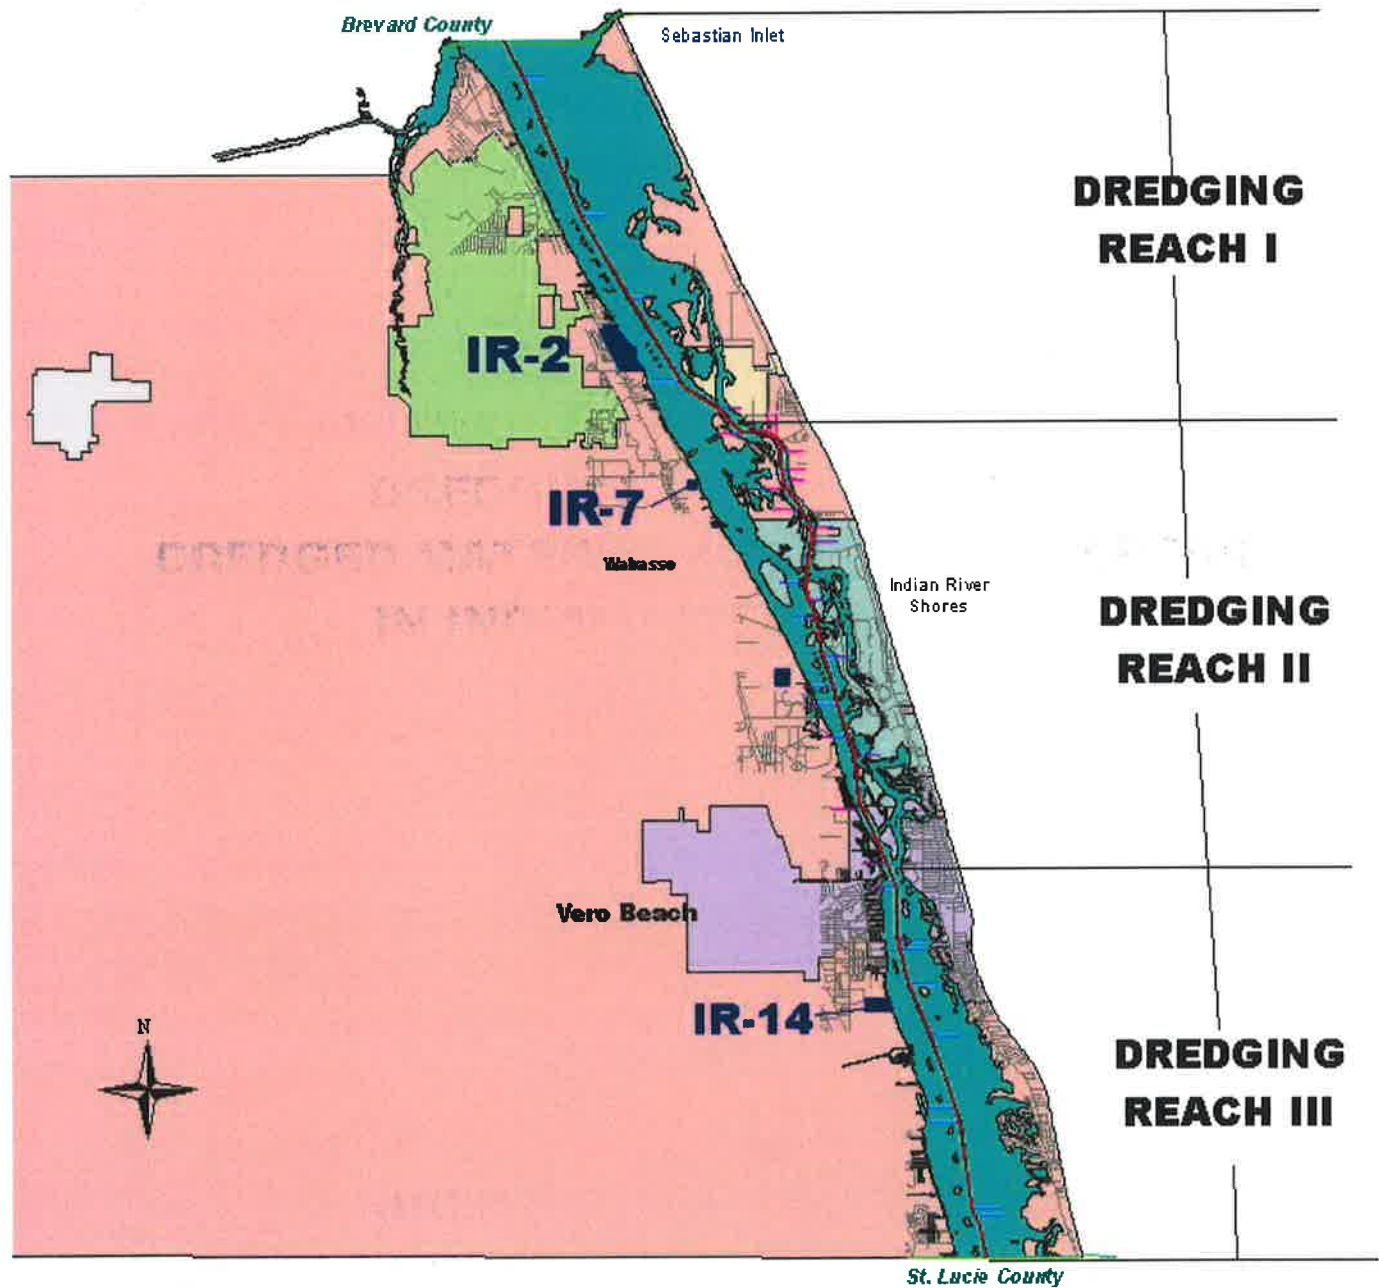 Brevard County
Sebastian Inlet
DREDGING
REACH I
IR-2
IR-7
Wabasso
Indian River
Shores
DREDGING
REACH II
Vero Beach
IR-14
N
DREDGING
REACH III
St. Lucie County